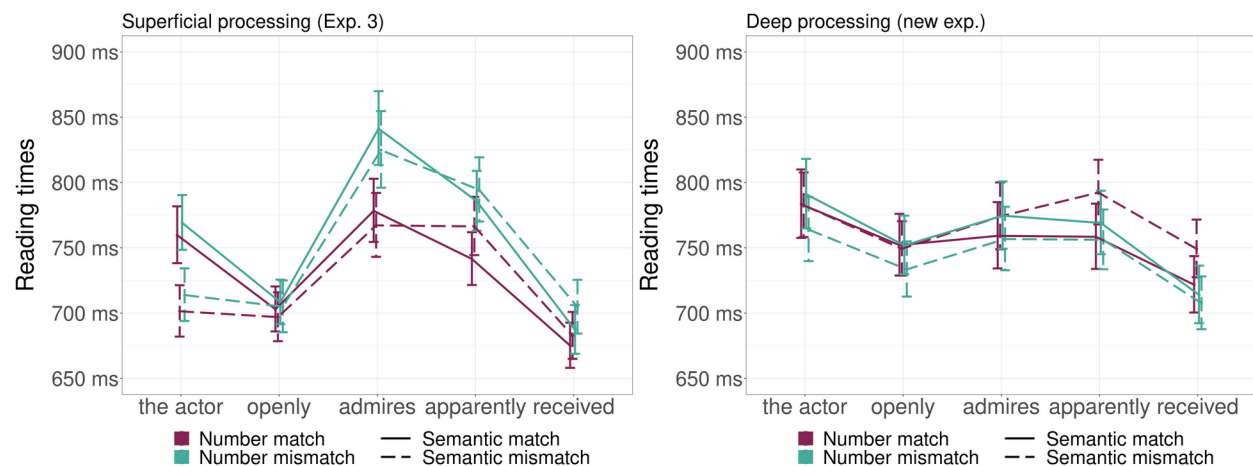 Superficial processing (Exp. 3)
900 ms
850 ms
800 ms
750 ms
700 ms
650 ms
Reading times
the actor openly admires apparently received
Number match Semantic match
Number mismatch Semantic mismatch
Deep processing (new exp.)
900 ms
850 ms
800 ms
750 ms
700 ms
650 ms
Reading times
the actor openly admires apparently received
Number match Semantic match
Number mismatch Semantic mismatch